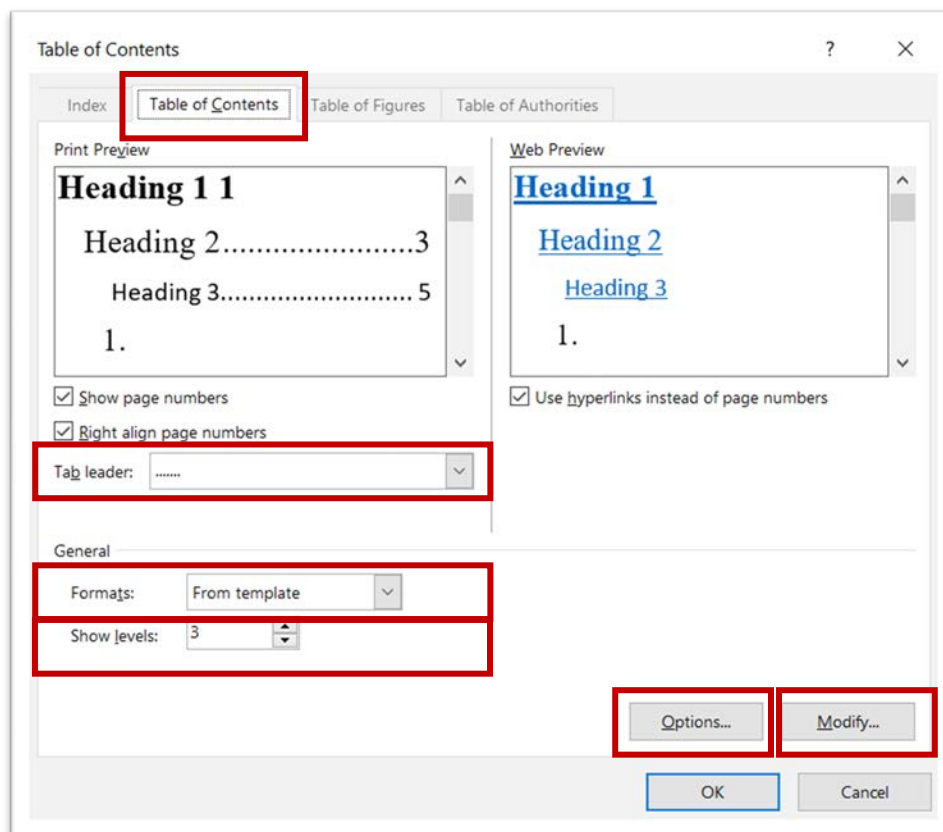 Table of Contents ?
Index Table of Contents Table of Figures Table of Authorities
Print Preview
Heading 1 1
Heading 2......................3
Heading 3........................... 5
1.
Show page numbers
Right align page numbers
Tab leader: .......
Web Preview
Heading 1
Heading 2
Heading 3
1.
Use hyperlinks instead of page numbers
General
Formats: From template
Show levels: 3
Options... Modify...
OK Cancel